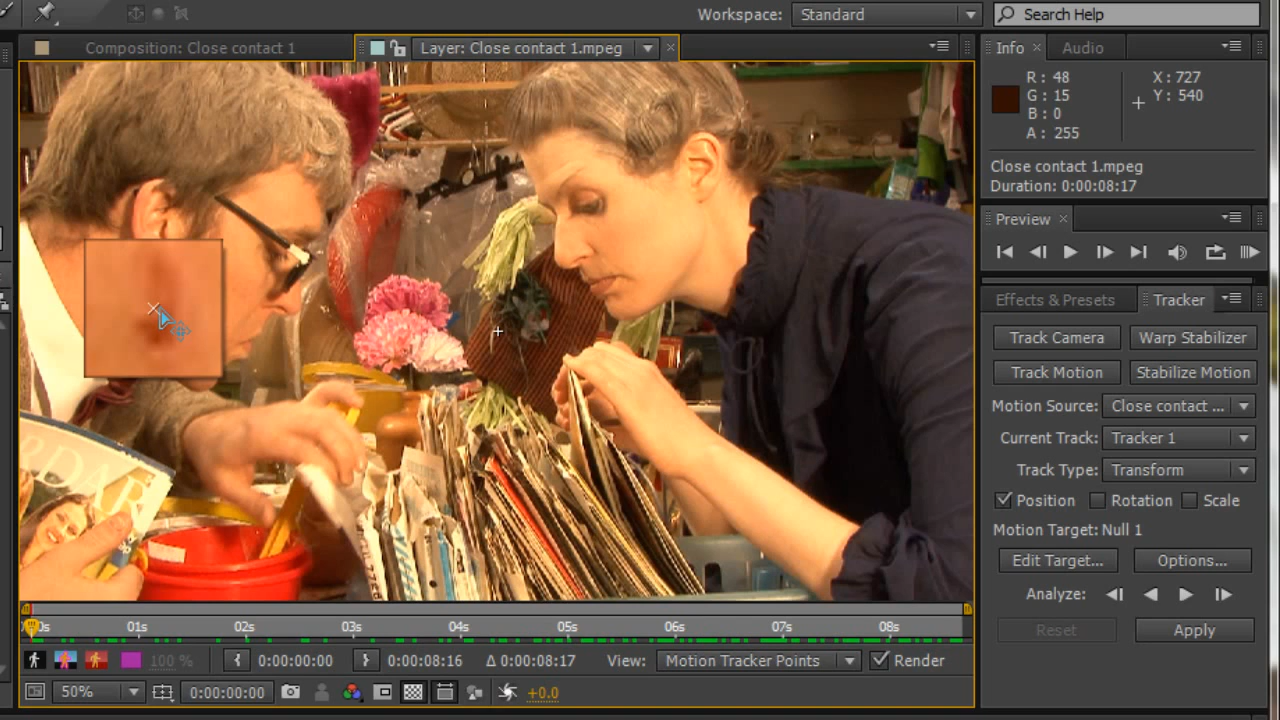 Workspace: Standard Search Help
Composition: Close contact 1 Layer: Close contact 1.mpeg Info Audio
R: 48 X: 727
G: 15 Y: 540
B: 0
A: 255
Close contact 1.mpeg
Duration: 0:00:08:17
Preview
Effects & Presets Tracker
Track Camera Warp Stabilizer
Track Motion Stabilize Motion
Motion Source: Close contact ...
Current Track: Tracker 1
Track Type: Transform
Position Rotation Scale
Motion Target: Null 1
Edit Target... Options...
Analyze:
Reset Apply
0s 01s 02s 03s 04s 05s 06s 07s 08s
100 % 0:00:00:00 0:00:08:16 Δ 0:00:08:17 View: Motion Tracker Points Render
50% 0:00:00:00 +0.0